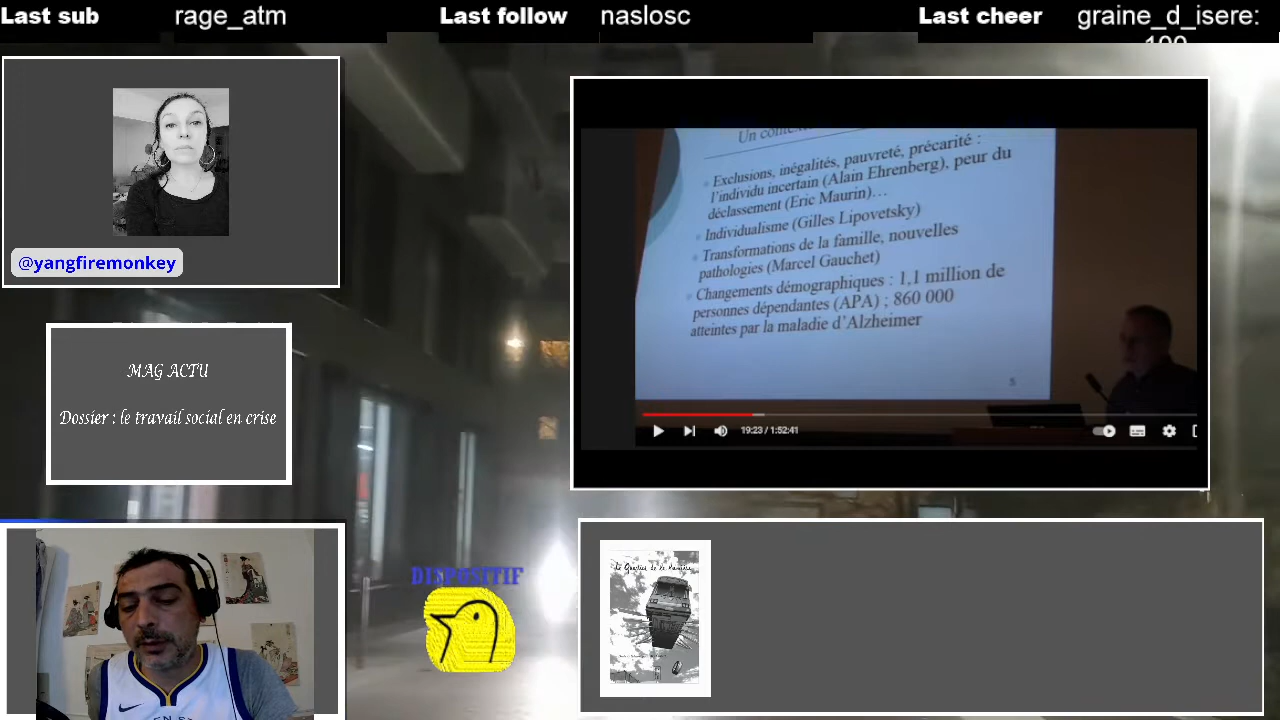 Last sub
rage_atm
Last follow
naslosc
Last cheer
graine_d_isere:
100
@yangfiremonkey
MAG ACTU
Dossier : le travail social en crise
Exclusions, inégalités, pauvreté, précarité :
l'individu incertain (Alain Ehrenberg), peur du
déclassement (Eric Maurin)…
Individualisme (Gilles Lipovetsky)
Transformations de la famille, nouvelles
pathologies (Marcel Gauchet)
Changements démographiques : 1,1 million de
personnes dépendantes (APA) ; 860 000
atteintes par la maladie d'Alzheimer
5
19:23 / 1:52:41
DISPOSITIF